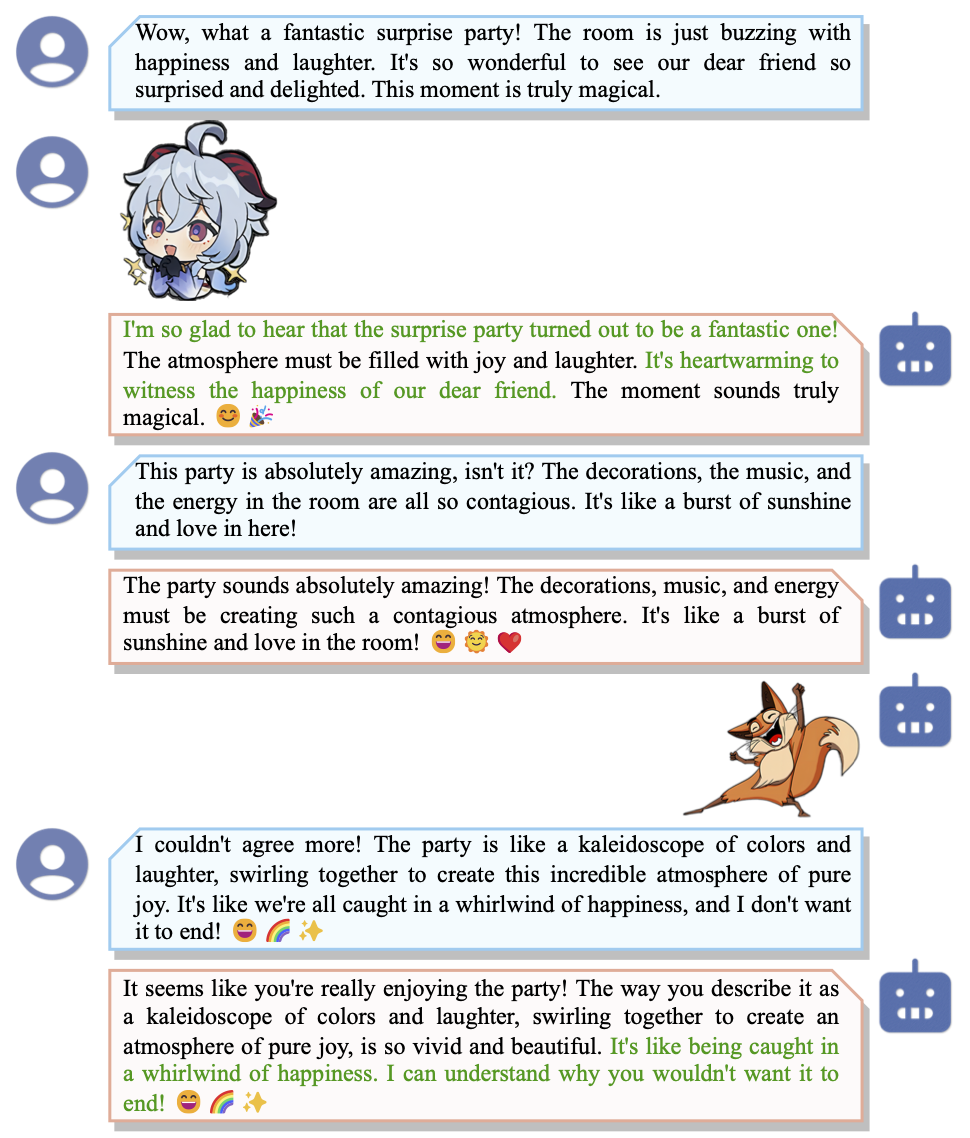 Wow, what a fantastic surprise party! The room is just buzzing with
happiness and laughter. It's so wonderful to see our dear friend so
surprised and delighted. This moment is truly magical.
I'm so glad to hear that the surprise party turned out to be a fantastic one!
The atmosphere must be filled with joy and laughter. It's heartwarming to
witness the happiness of our dear friend. The moment sounds truly
magical. 😊 🎉
This party is absolutely amazing, isn't it? The decorations, the music, and
the energy in the room are all so contagious. It's like a burst of sunshine
and love in here!
The party sounds absolutely amazing! The decorations, music, and energy
must be creating such a contagious atmosphere. It's like a burst of
sunshine and love in the room! 😄 🌞 ❤️
I couldn't agree more! The party is like a kaleidoscope of colors and
laughter, swirling together to create this incredible atmosphere of pure
joy. It's like we're all caught in a whirlwind of happiness, and I don't want
it to end! 😄 🌈 ✨
It seems like you're really enjoying the party! The way you describe it as
a kaleidoscope of colors and laughter, swirling together to create an
atmosphere of pure joy, is so vivid and beautiful. It's like being caught in
a whirlwind of happiness. I can understand why you wouldn't want it to
end! 😄 🌈 ✨